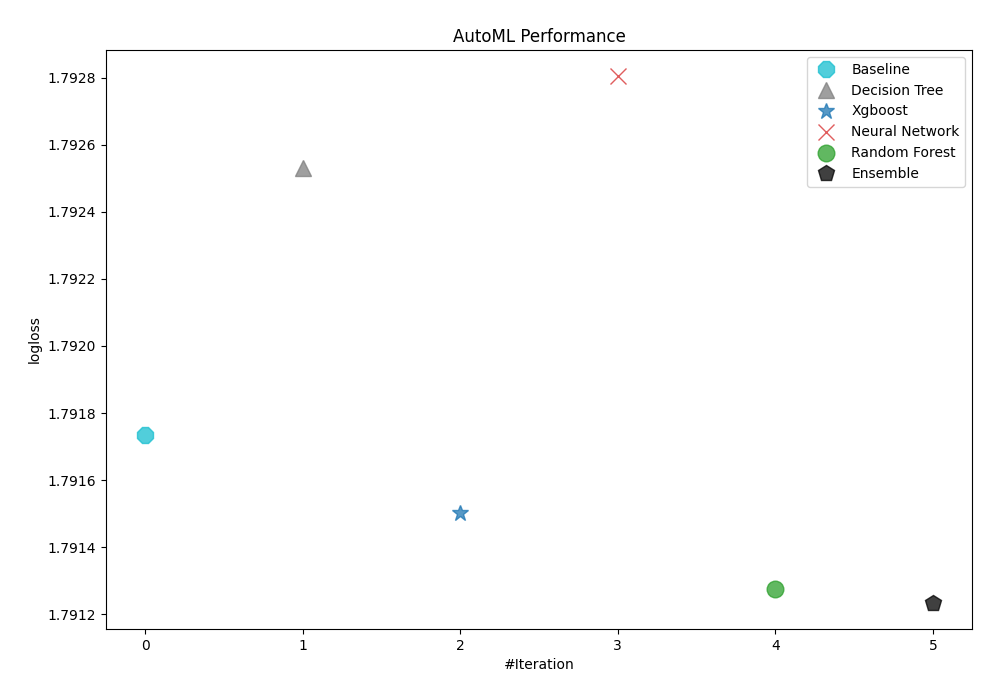 AutoML Performance
1.7928
1.7926
1.7924
1.7922
1.7920
1.7918
1.7916
1.7914
1.7912
logloss
Baseline
Decision Tree
Xgboost
Neural Network
Random Forest
Ensemble
0 1 2 3 4 5
#Iteration